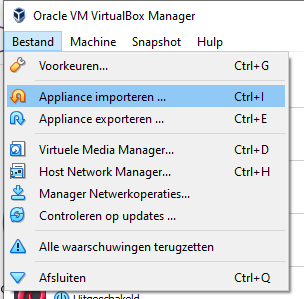 Oracle VM VirtualBox Manager
Bestand Machine Snapshot Hulp
Voorkeuren... Ctrl+G
Appliance importeren ... Ctrl+I
Appliance exporteren ... Ctrl+E
Virtuele Media Manager... Ctrl+D
Host Network Manager... Ctrl+H
Manager Netwerkoperaties...
Controleren op updates ...
Alle waarschuwingen terugzetten
Afsluiten Ctrl+Q
Uitgeschakeld